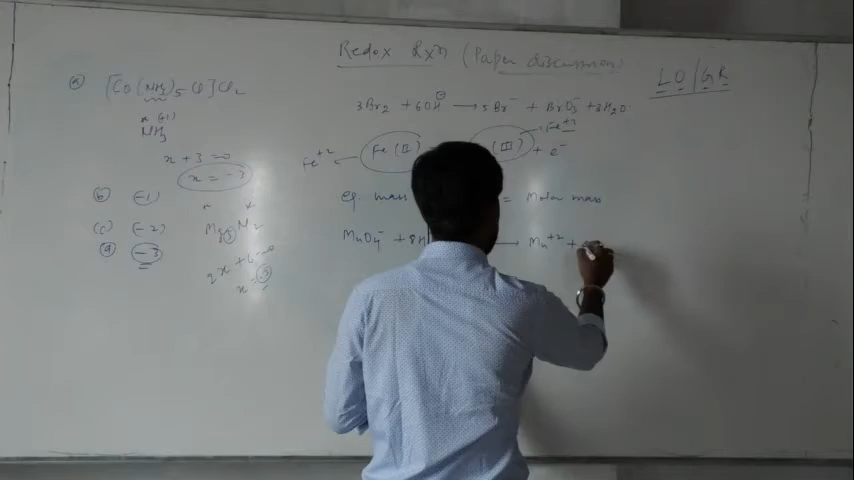 Redox Rxn (Paper discussion)
LO/GR
(a) [Co(NH₃)₅Cl]Cl₂
x (+1)
NH₃
x + 3 = 0
x = -3
(b) (-1)
(c) (-2)
(d) (-3)
x +
Mg₃N₂
2x + 6 = 0
x =
3Br₂ + 6OH⊖ → 5Br⁻ + BrO₃⁻ + 3H₂O
Fe⁺³
Fe⁺² Fe(II) (III) + e⁻
eq. mass = Molar mass
MnO₄⁻ + 8H → Mn⁺² +